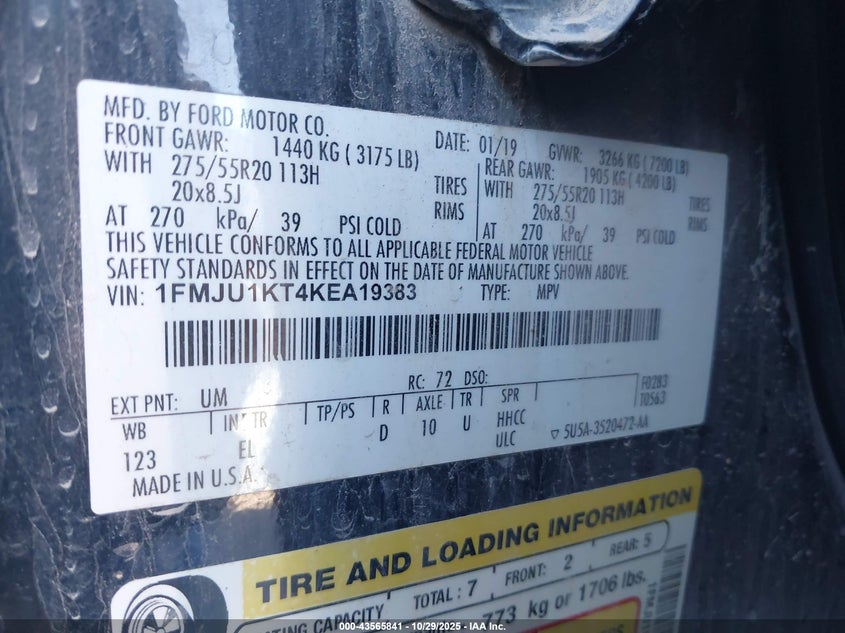 MFD. BY FORD MOTOR CO.
DATE: 01/19 GVWR: 3266 KG ( 7200 LB)
FRONT GAWR: 1440 KG ( 3175 LB) REAR GAWR: 1905 KG ( 4200 LB)
WITH 275/55R20 113H TIRES WITH 275/55R20 113H TIRES
20x8.5J RIMS 20x8.5J RIMS
AT 270 kPa/ 39 PSI COLD AT 270 kPa/ 39 PSI COLD
THIS VEHICLE CONFORMS TO ALL APPLICABLE FEDERAL MOTOR VEHICLE
SAFETY STANDARDS IN EFFECT ON THE DATE OF MANUFACTURE SHOWN ABOVE.
VIN: 1FMJU1KT4KEA19383 TYPE: MPV
EXT PNT: UM RC: 72 DSO: F0283
T0563
WB INT TR TP/PS R AXLE TR SPR
123 EL D 10 U HHCC
ULC
MADE IN U.S.A. 5U5A-3520472-AA
TIRE AND LOADING INFORMATION
CAPACITY TOTAL : 7 FRONT: 2 REAR: 5
773 kg or 1706 lbs.
000-43565841 - 10/29/2025 - IAA Inc.